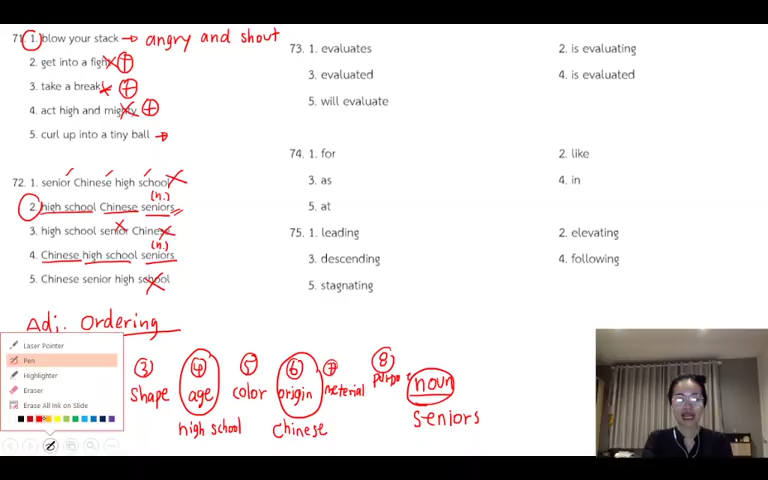 71. 1. blow your stack → angry and shout
2. get into a fight
3. take a break
4. act high and mighty
5. curl up into a tiny ball →
72. 1. senior Chinese high school
(n.)
2. high school Chinese seniors
3. high school senior Chinese
(n.)
4. Chinese high school seniors
5. Chinese senior high school
73. 1. evaluates
2. is evaluating
3. evaluated
4. is evaluated
5. will evaluate
74. 1. for
2. like
3. as
4. in
5. at
75. 1. leading
2. elevating
3. descending
4. following
5. stagnating
Adj. Ordering
Laser Pointer
Pen
Highlighter
Eraser
Erase All Ink on Slide
③ ④ ⑤ ⑥ ⑦ ⑧
shape age color origin material noun
high school Chinese seniors